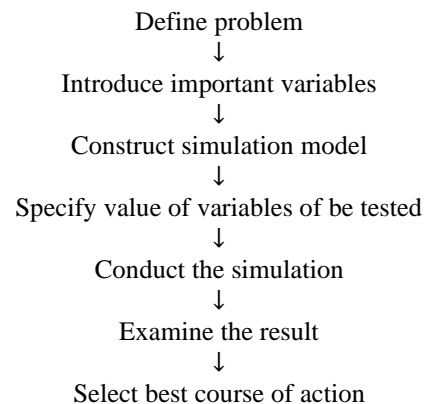 Define problem
↓
Introduce important variables
↓
Construct simulation model
↓
Specify value of variables of be tested
↓
Conduct the simulation
↓
Examine the result
↓
Select best course of action